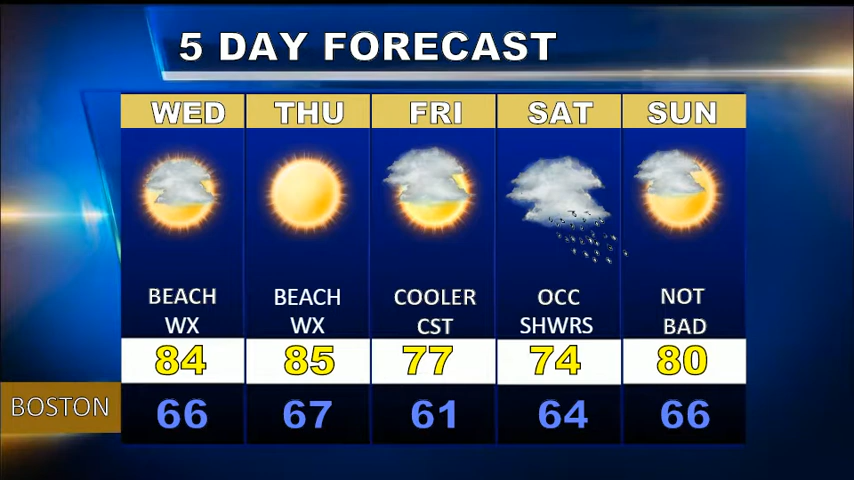 5 DAY FORECAST
WED THU FRI SAT SUN
BEACH BEACH COOLER OCC NOT
WX WX CST SHWRS BAD
84 85 77 74 80
BOSTON 66 67 61 64 66